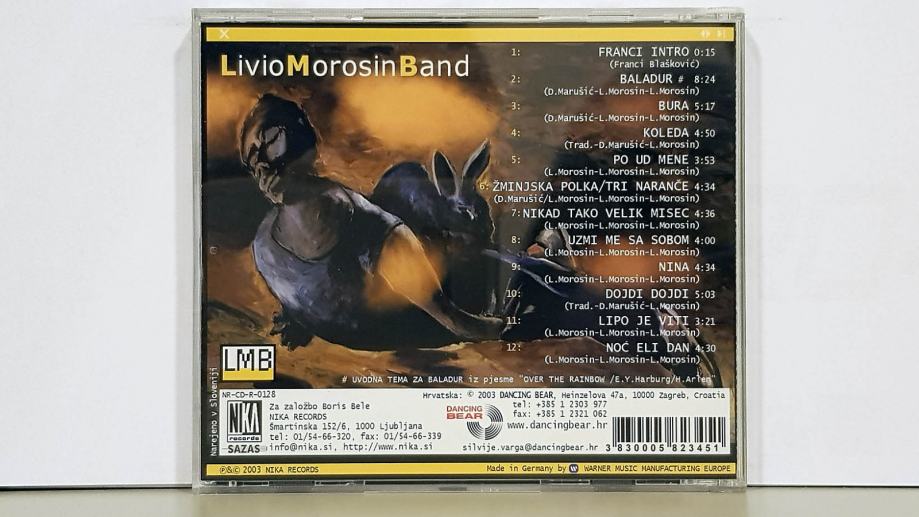 LivioMorosinBand
1: FRANCI INTRO 0:15
(Franci Blašković)
2: BALADUR # 8:24
(D.Marušić-L.Morosin-L.Morosin)
3: BURA 5:17
(D.Marušić-L.Morosin-L.Morosin)
4: KOLEDA 4:50
(Trad.-D.Marušić-L.Morosin)
5: PO UD MENE 3:53
(L.Morosin-L.Morosin-L.Morosin)
6: ŽMINJSKA POLKA/TRI NARANČE 4:34
(D.Marušić/L.Morosin-L.Morosin-L.Morosin)
7: NIKAD TAKO VELIK MISEC 4:36
(L.Morosin-L.Morosin-L.Morosin)
8: UZMI ME SA SOBOM 4:00
(L.Morosin-L.Morosin-L.Morosin)
9: NINA 4:34
(L.Morosin-L.Morosin-L.Morosin)
10: DOJDI DOJDI 5:03
(Trad.-D.Marušić-L.Morosin)
11: LIPO JE VITI 3:21
(L.Morosin-L.Morosin-L.Morosin)
12: NOĆ ELI DAN 4:30
(L.Morosin-L.Morosin-L.Morosin)
LMB
# UVODNA TEMA ZA BALADUR iz pjesme "OVER THE RAINBOW /E.Y.Harburg/H.Arlen"
Narejeno v Sloveniji
NR-CD-R-0128
NIKA
records
SAZAS
Za založbo Boris Bele
NIKA RECORDS
Šmartinska 152/6, 1000 Ljubljana
tel: 01/54-66-320, fax: 01/54-66-339
info@nika.si, http://www.nika.si
Hrvatska: © 2003 DANCING BEAR, Heinzelova 47a, 10000 Zagreb, Croatia
DANCING
BEAR
tel: +385 1 2303 977
fax: +385 1 2321 062
www.dancingbear.hr
silvije.varga@dancingbear.hr
3 830005 823451
℗&© 2003 NIKA RECORDS
Made in Germany by WARNER MUSIC MANUFACTURING EUROPE